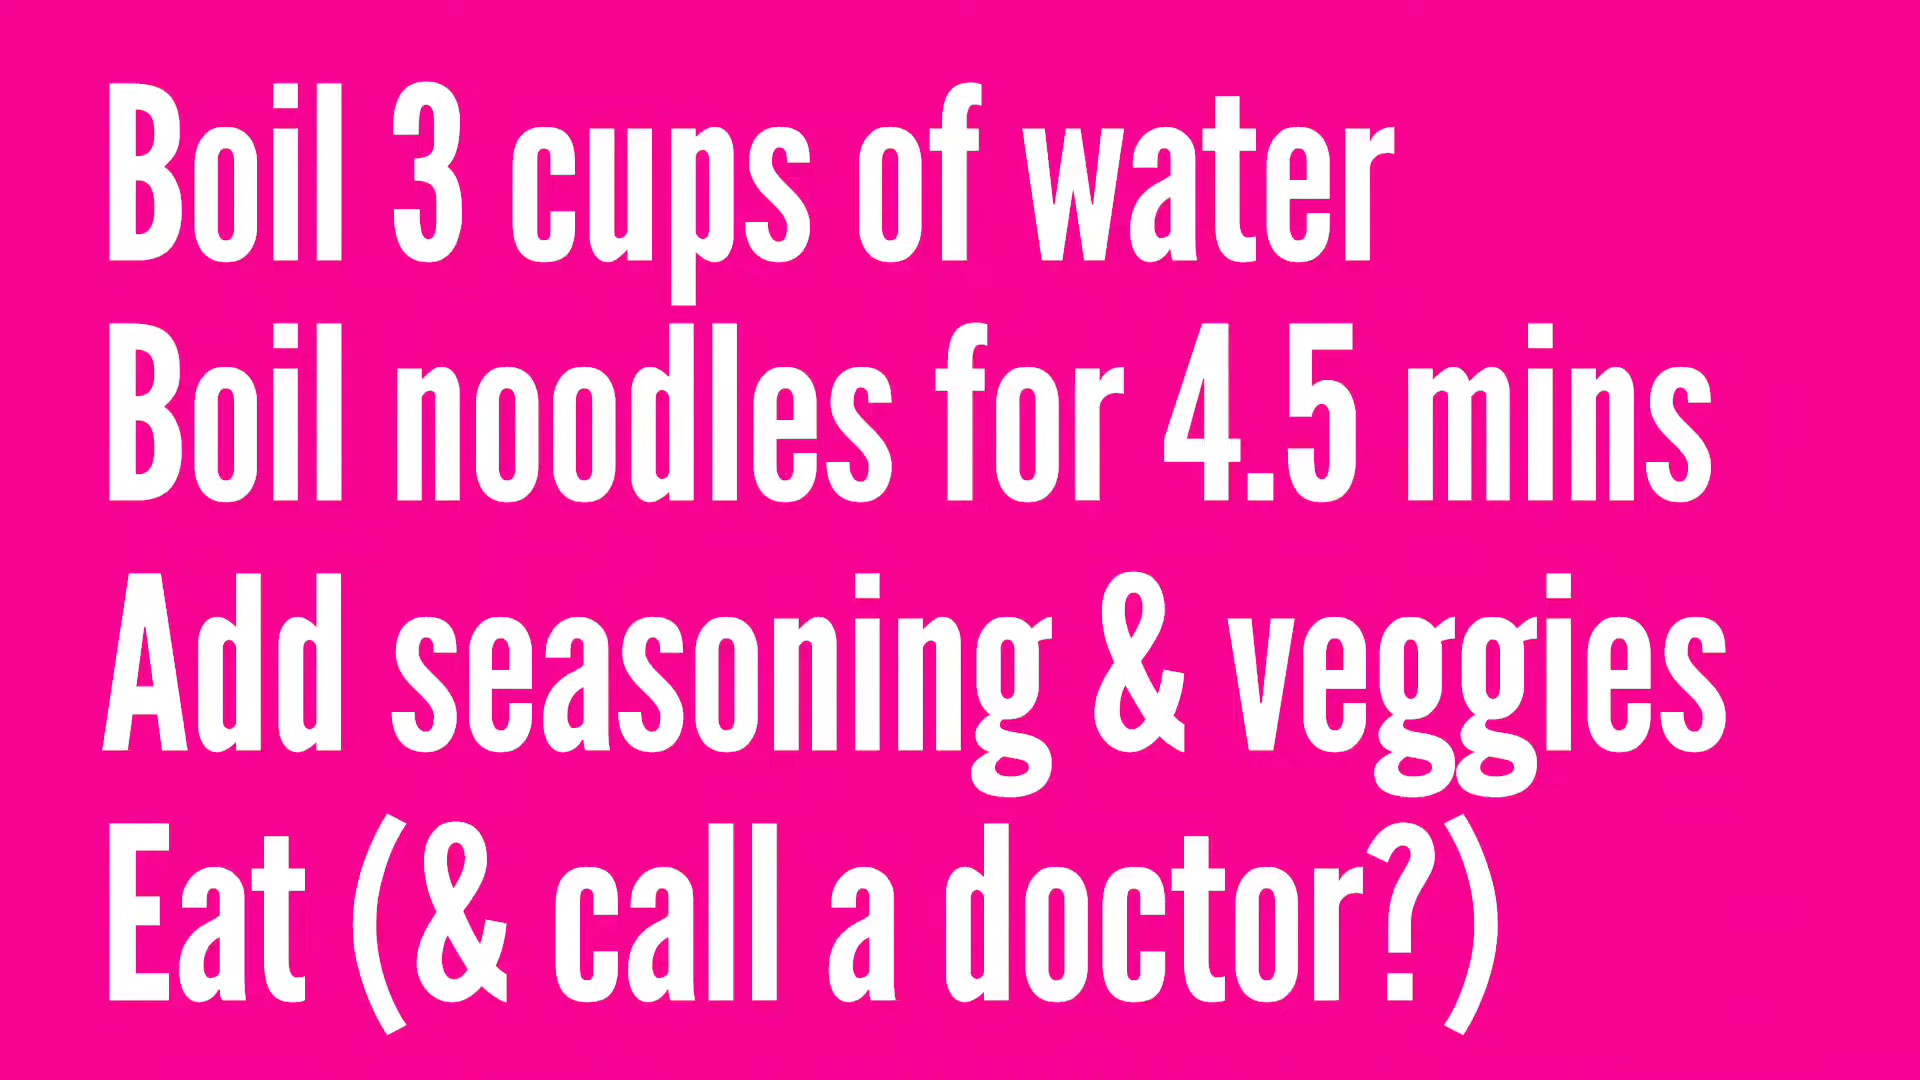 Boil 3 cups of water
Boil noodles for 4.5 mins
Add seasoning & veggies
Eat (& call a doctor?)